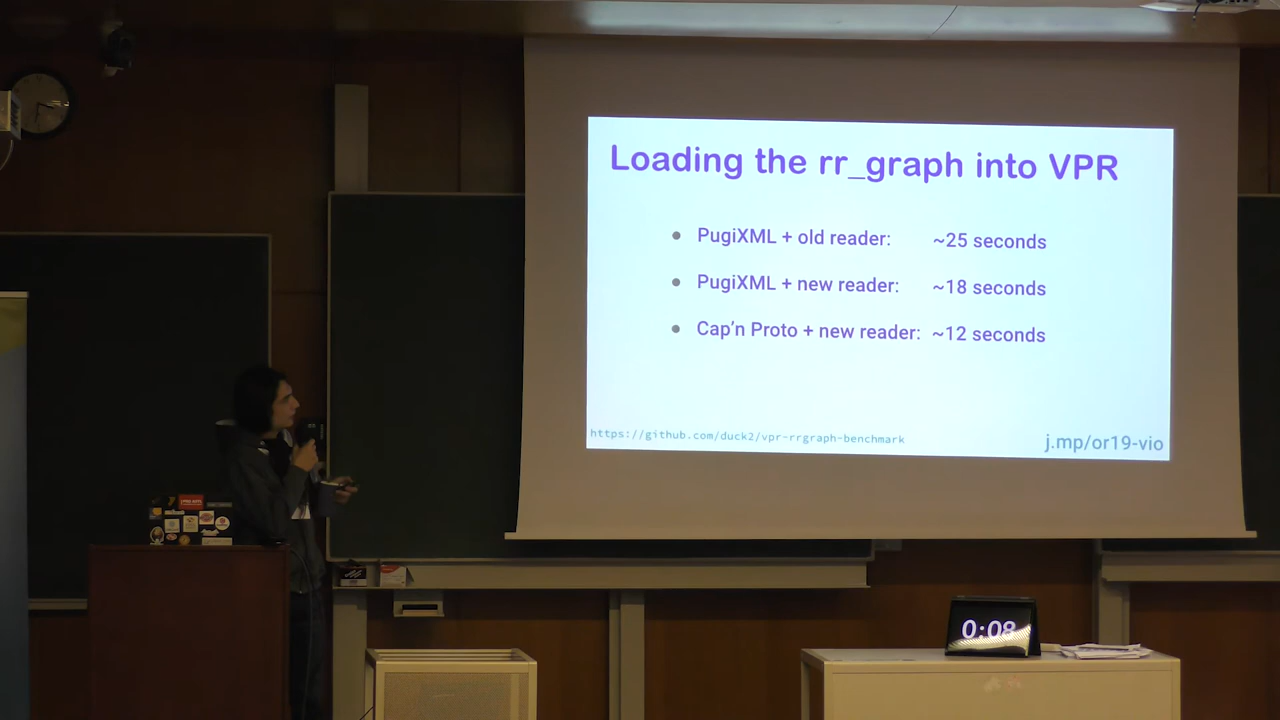 Loading the rr_graph into VPR
PugiXML + old reader: ~25 seconds
PugiXML + new reader: ~18 seconds
Cap'n Proto + new reader: ~12 seconds
https://github.com/duck2/vpr-rrgraph-benchmark
j.mp/or19-vio
0:08